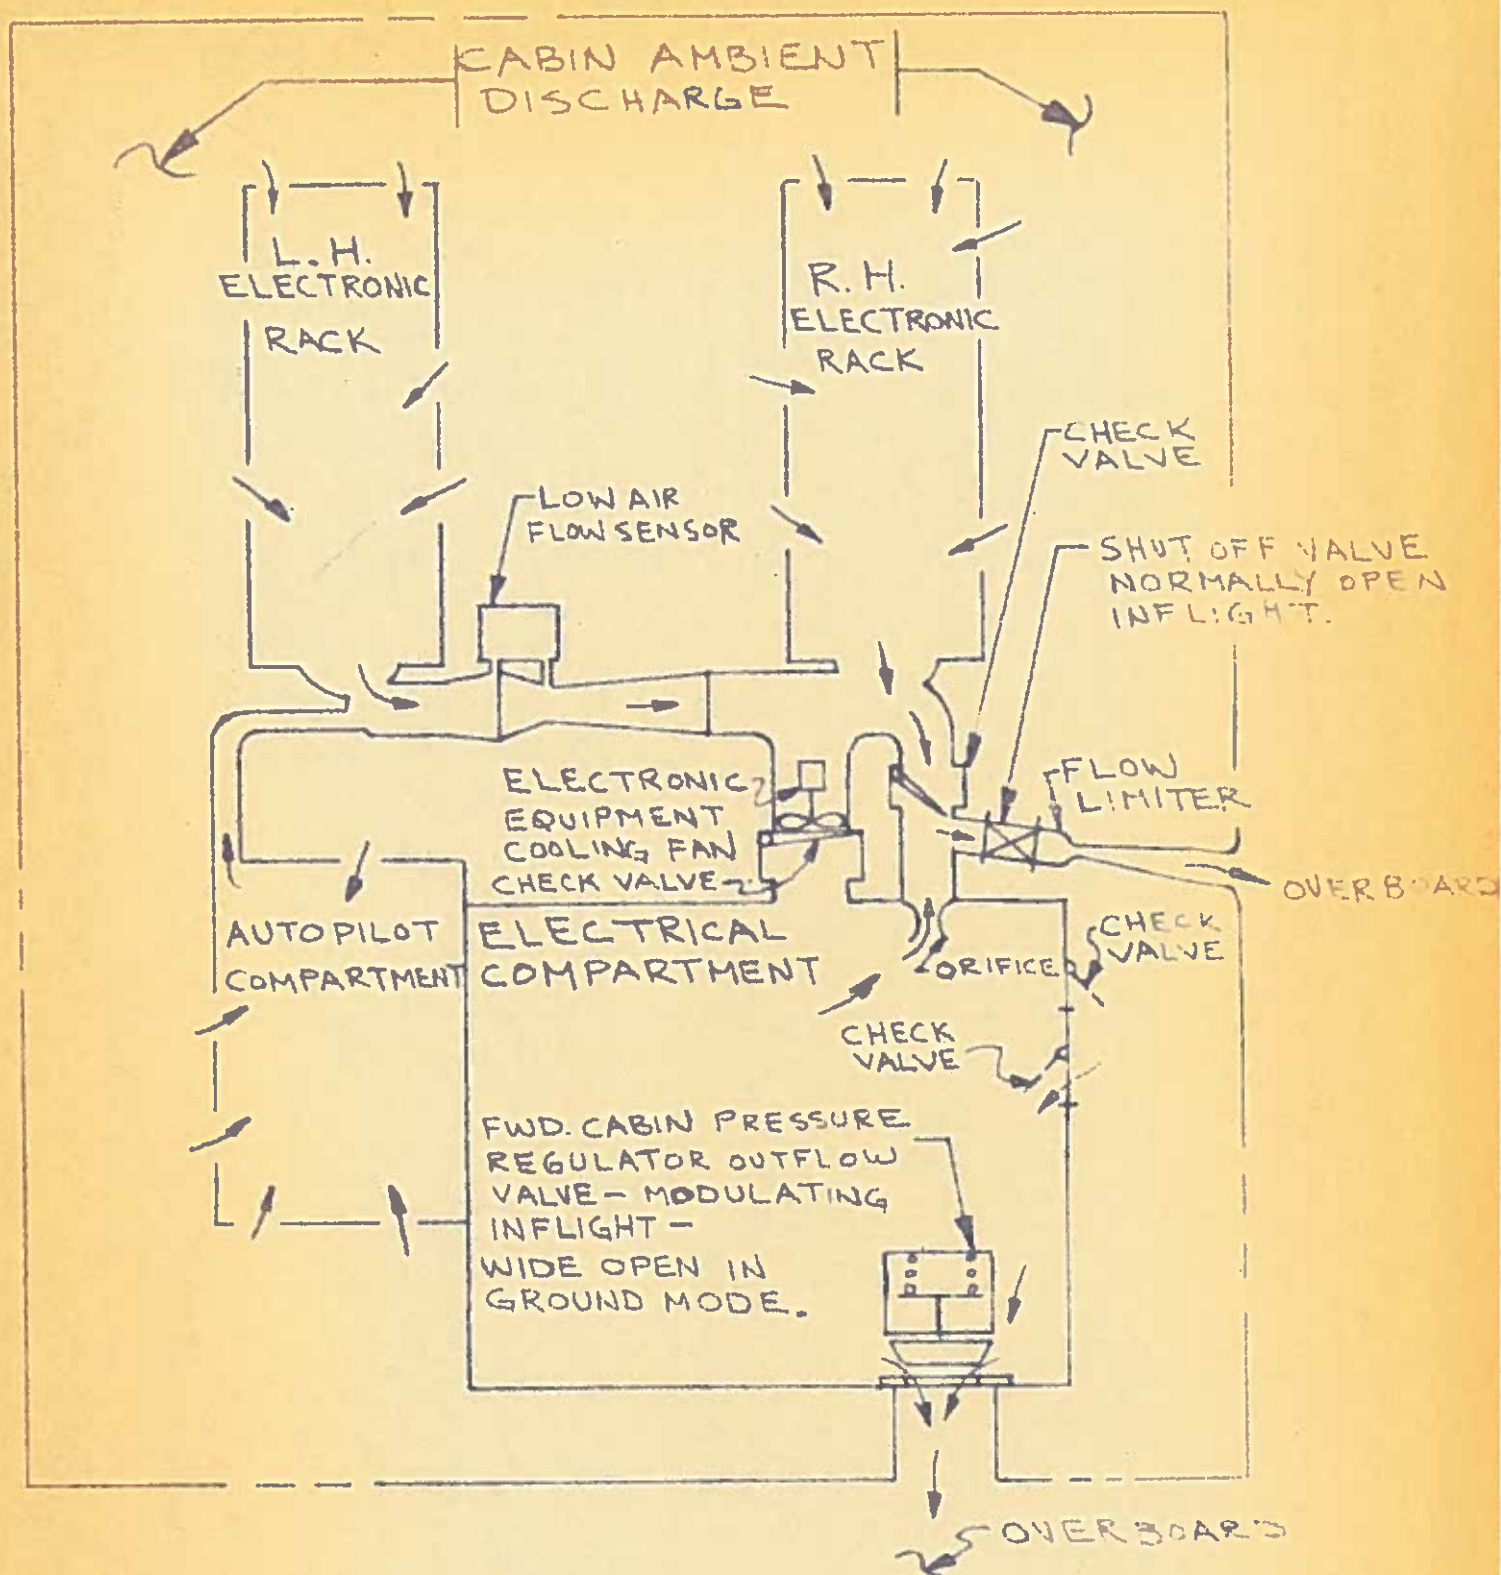 CABIN AMBIENT
DISCHARGE
L.H.
ELECTRONIC
RACK
R.H.
ELECTRONIC
RACK
CHECK
VALVE
LOW AIR
FLOW SENSOR
SHUT OFF VALVE
NORMALLY OPEN
INFLIGHT.
ELECTRONIC
EQUIPMENT
COOLING FAN
CHECK VALVE
FLOW
LIMITER
OVERBOARD
AUTOPILOT
COMPARTMENT
ELECTRICAL
COMPARTMENT
ORIFICE
CHECK
VALVE
CHECK
VALVE
FWD. CABIN PRESSURE
REGULATOR OUTFLOW
VALVE - MODULATING
INFLIGHT -
WIDE OPEN IN
GROUND MODE.
OVERBOARD